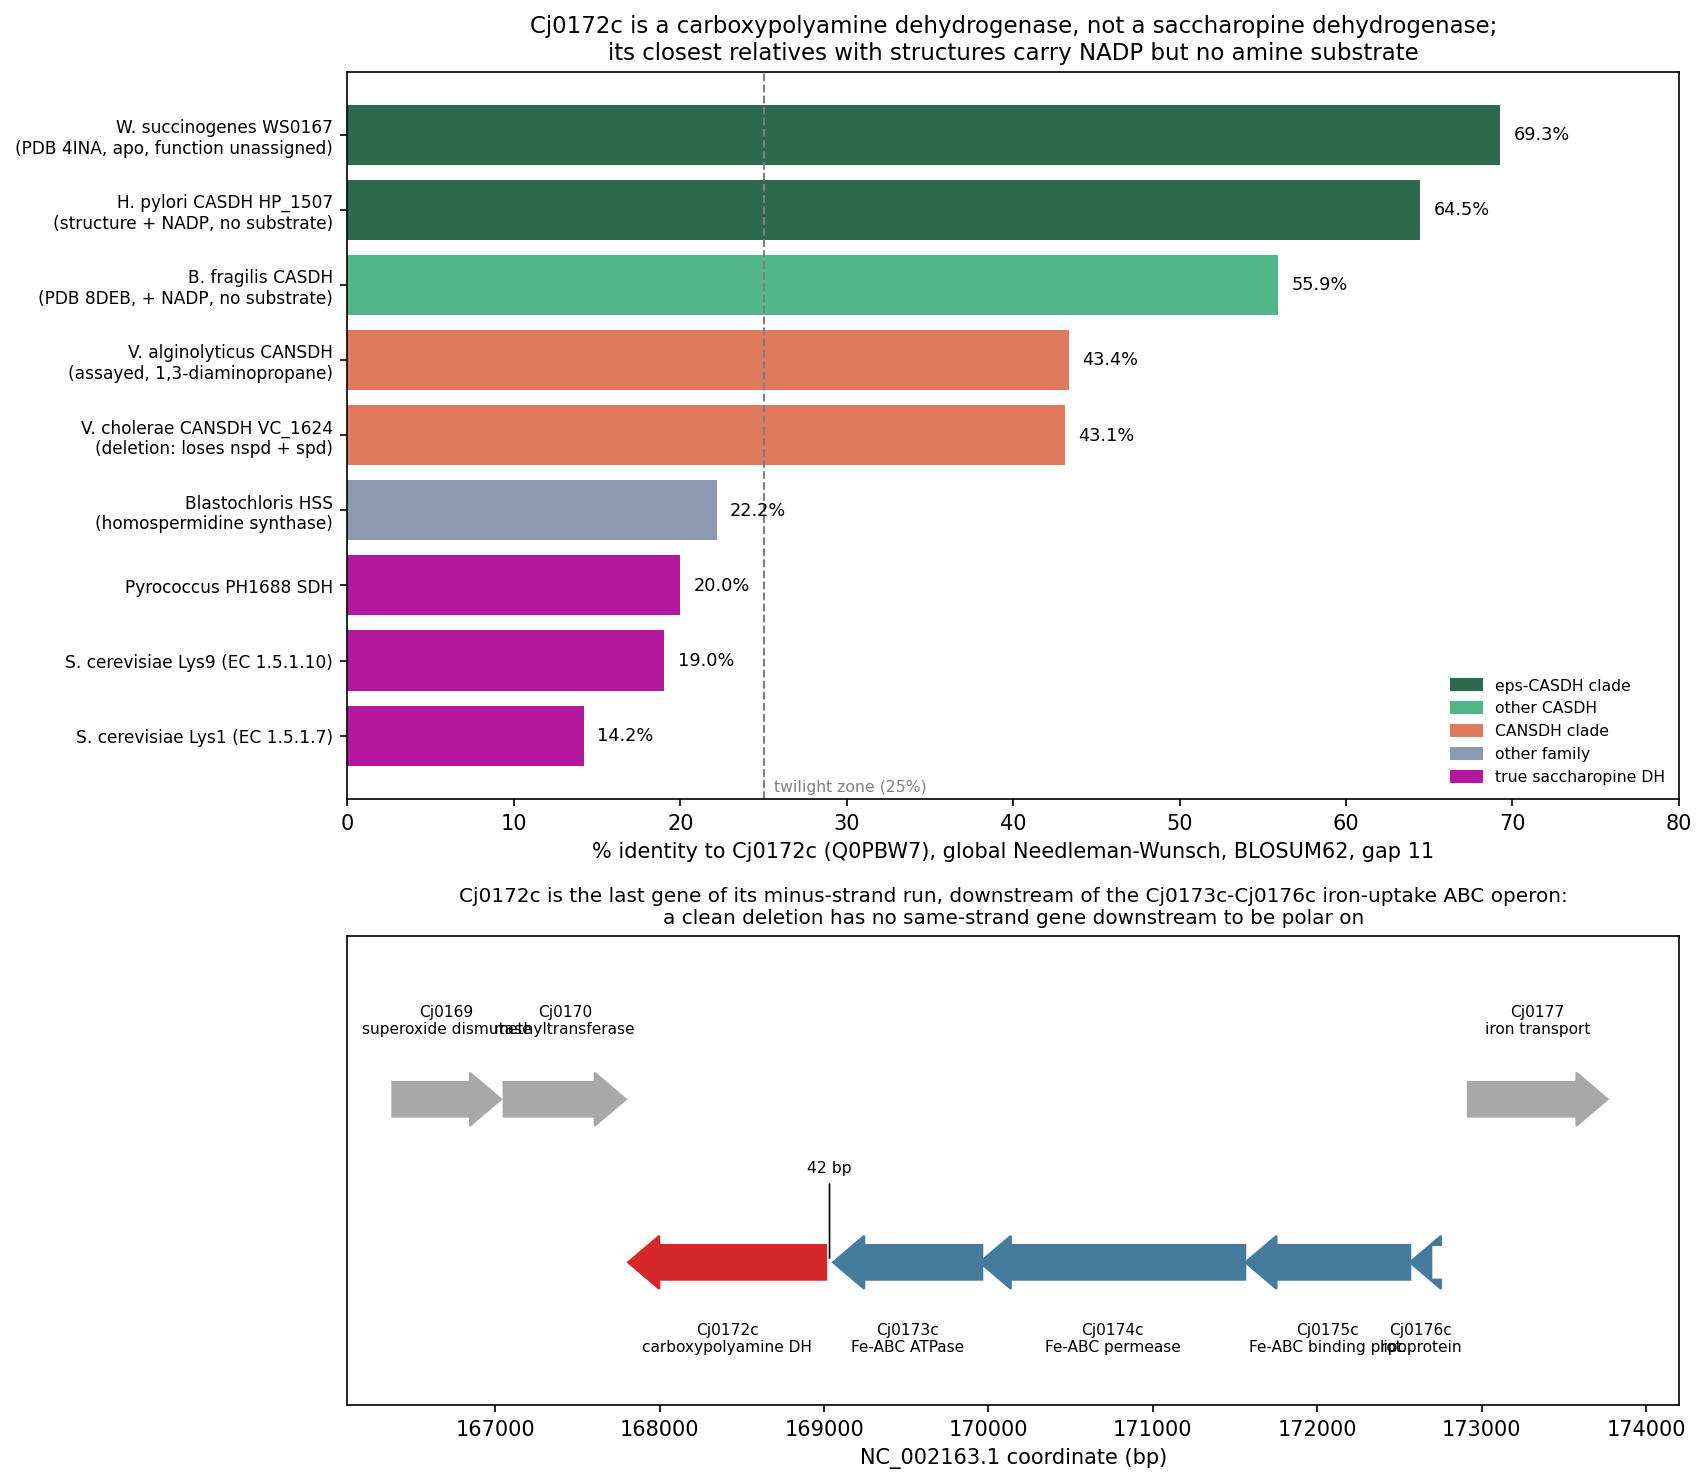 Cj0172c is a carboxypolyamine dehydrogenase, not a saccharopine dehydrogenase;
its closest relatives with structures carry NADP but no amine substrate
W. succinogenes WS0167
(PDB 4INA, apo, function unassigned)
69.3%
H. pylori CASDH HP_1507
(structure + NADP, no substrate)
64.5%
B. fragilis CASDH
(PDB 8DEB, + NADP, no substrate)
55.9%
V. alginolyticus CANSDH
(assayed, 1,3-diaminopropane)
43.4%
V. cholerae CANSDH VC_1624
(deletion: loses nspd + spd)
43.1%
Blastochloris HSS
(homospermidine synthase)
22.2%
Pyrococcus PH1688 SDH
20.0%
S. cerevisiae Lys9 (EC 1.5.1.10)
19.0%
S. cerevisiae Lys1 (EC 1.5.1.7)
14.2%
eps-CASDH clade
other CASDH
CANSDH clade
other family
true saccharopine DH
twilight zone (25%)
0 10 20 30 40 50 60 70 80
% identity to Cj0172c (Q0PBW7), global Needleman-Wunsch, BLOSUM62, gap 11
Cj0172c is the last gene of its minus-strand run, downstream of the Cj0173c-Cj0176c iron-uptake ABC operon:
a clean deletion has no same-strand gene downstream to be polar on
Cj0169
superoxide dismutase
Cj0170
methyltransferase
Cj0177
iron transport
42 bp
Cj0172c
carboxypolyamine DH
Cj0173c
Fe-ABC ATPase
Cj0174c
Fe-ABC permease
Cj0175c
Fe-ABC binding prot.
Cj0176c
lipoprotein
167000 168000 169000 170000 171000 172000 173000 174000
NC_002163.1 coordinate (bp)